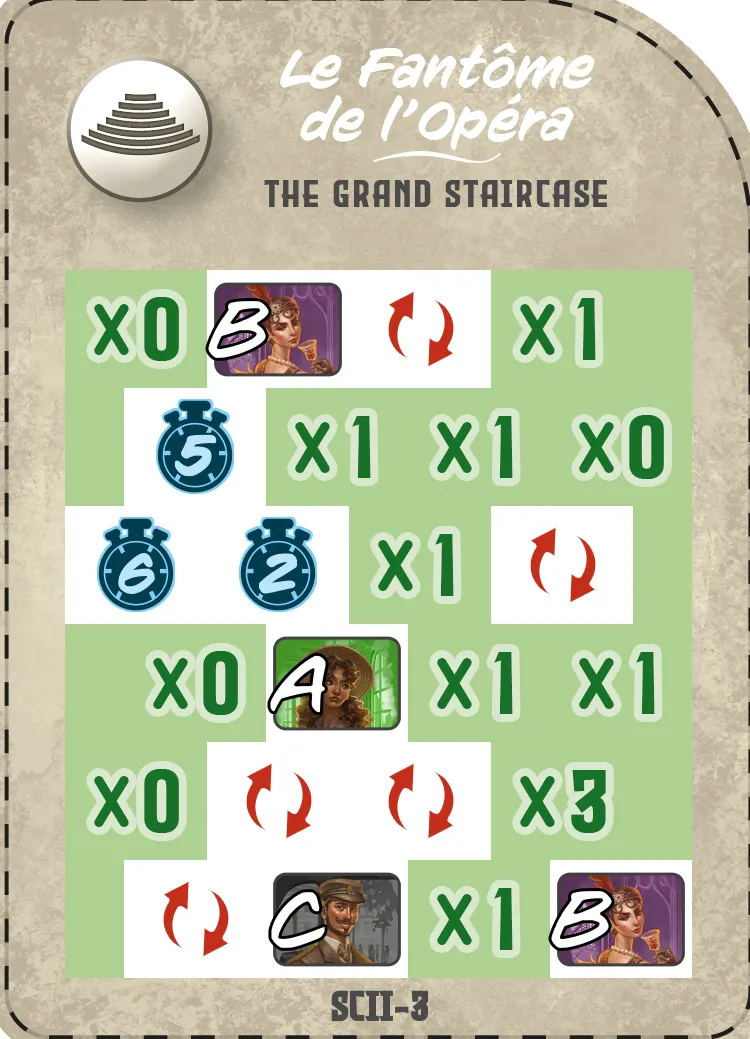 Le Fantôme
de l'Opéra
THE GRAND STAIRCASE
x0 B x1
5 x1 x1 x0
6 2 x1
x0 A x1 x1
x0 x3
C x1 B
SCII-3